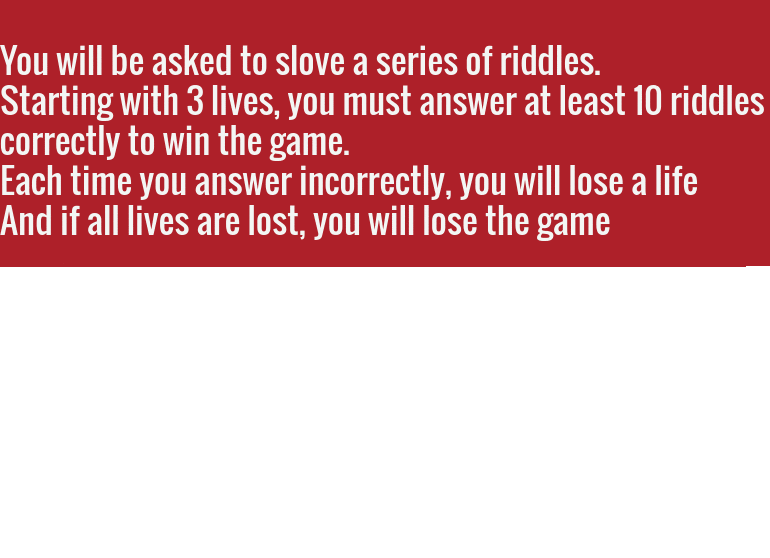 You will be asked to slove a series of riddles.
Starting with 3 lives, you must answer at least 10 riddles
correctly to win the game.
Each time you answer incorrectly, you will lose a life
And if all lives are lost, you will lose the game